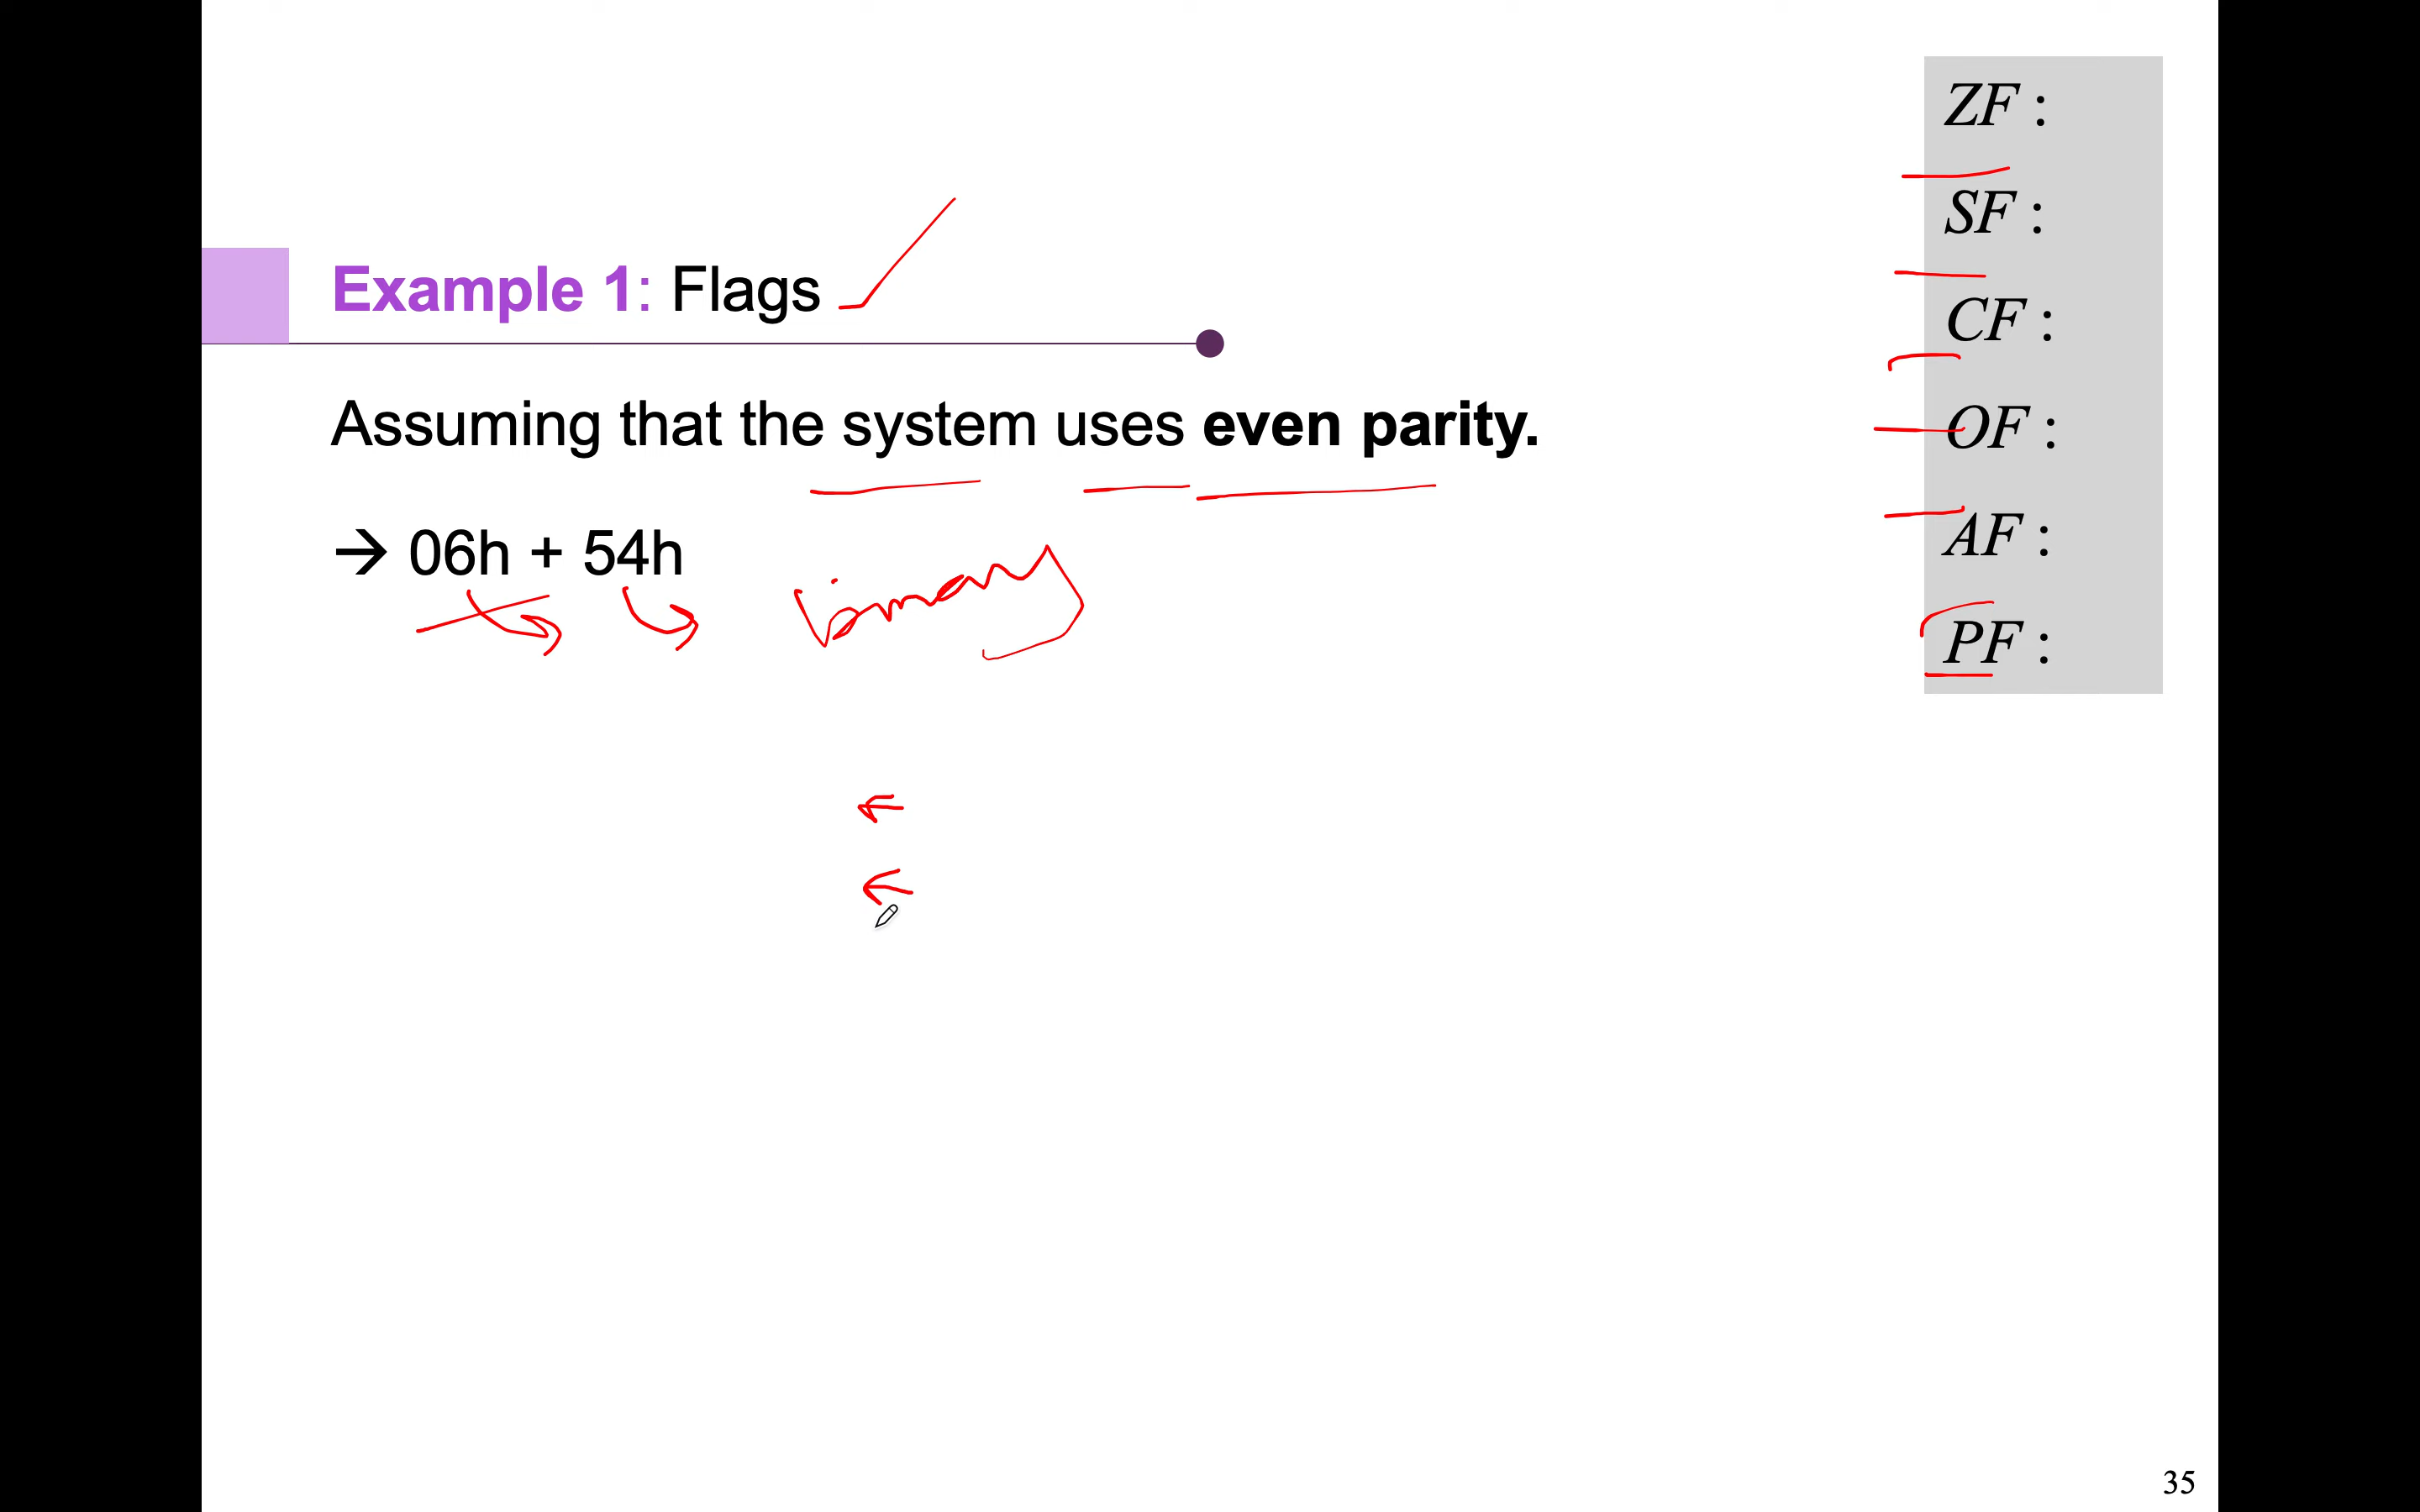 Example 1: Flags
Assuming that the system uses even parity.
→ 06h + 54h
ZF :
SF :
CF :
OF :
AF :
PF :
35